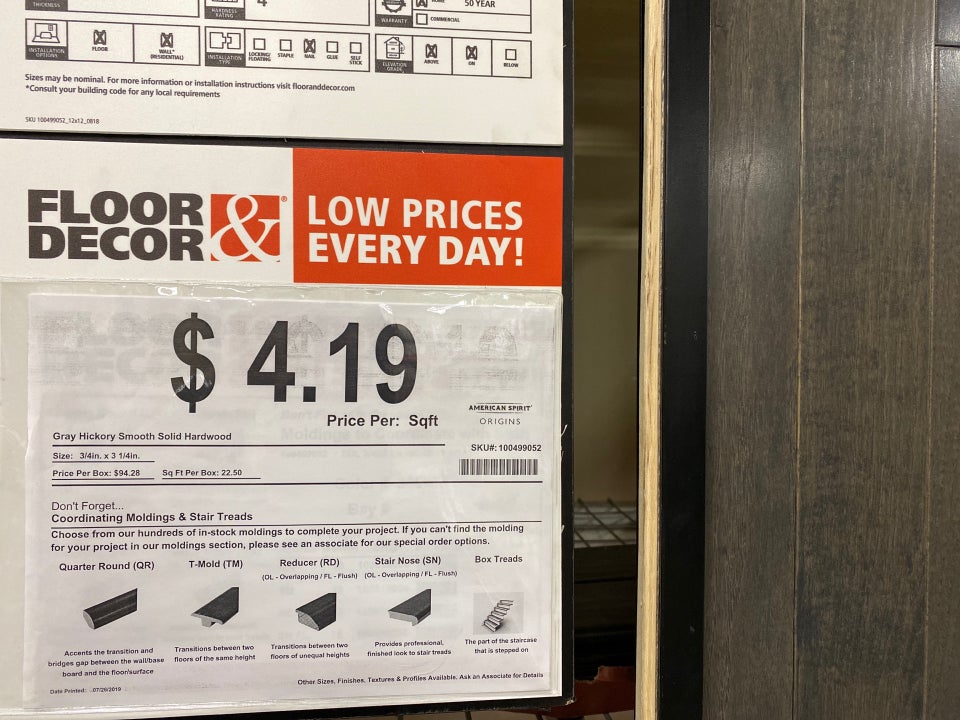 THICKNESS
HARDNESS
RATING
4
WARRANTY
HOME
50 YEAR
COMMERCIAL
INSTALLATION
OPTIONS
FLOOR
WALL*
(RESIDENTIAL)
INSTALLATION
TYPE
LOCKING/
FLOATING
STAPLE
NAIL
GLUE
SELF
STICK
ELEVATION
GRADE
ABOVE
ON
BELOW
Sizes may be nominal. For more information or installation instructions visit flooranddecor.com
*Consult your building code for any local requirements
SKU 100499052_12x12_0818
FLOOR
DECOR
&®
LOW PRICES
EVERY DAY!
$ 4.19
Price Per: Sqft
AMERICAN SPIRIT
ORIGINS
Gray Hickory Smooth Solid Hardwood
SKU#: 100499052
Size: 3/4in. x 3 1/4in.
Price Per Box: $94.28 Sq Ft Per Box: 22.50
Don't Forget...
Coordinating Moldings & Stair Treads
Choose from our hundreds of in-stock moldings to complete your project. If you can't find the molding
for your project in our moldings section, please see an associate for our special order options.
Quarter Round (QR)
T-Mold (TM)
Reducer (RD)
(OL - Overlapping / FL - Flush)
Stair Nose (SN)
(OL - Overlapping / FL - Flush)
Box Treads
Accents the transition and
bridges gap between the wall/base
board and the floor/surface
Transitions between two
floors of the same height
Transitions between two
floors of unequal heights
Provides professional,
finished look to stair treads
The part of the staircase
that is stepped on
Date Printed: .07/26/2019
Other Sizes, Finishes, Textures & Profiles Available. Ask an Associate for Details